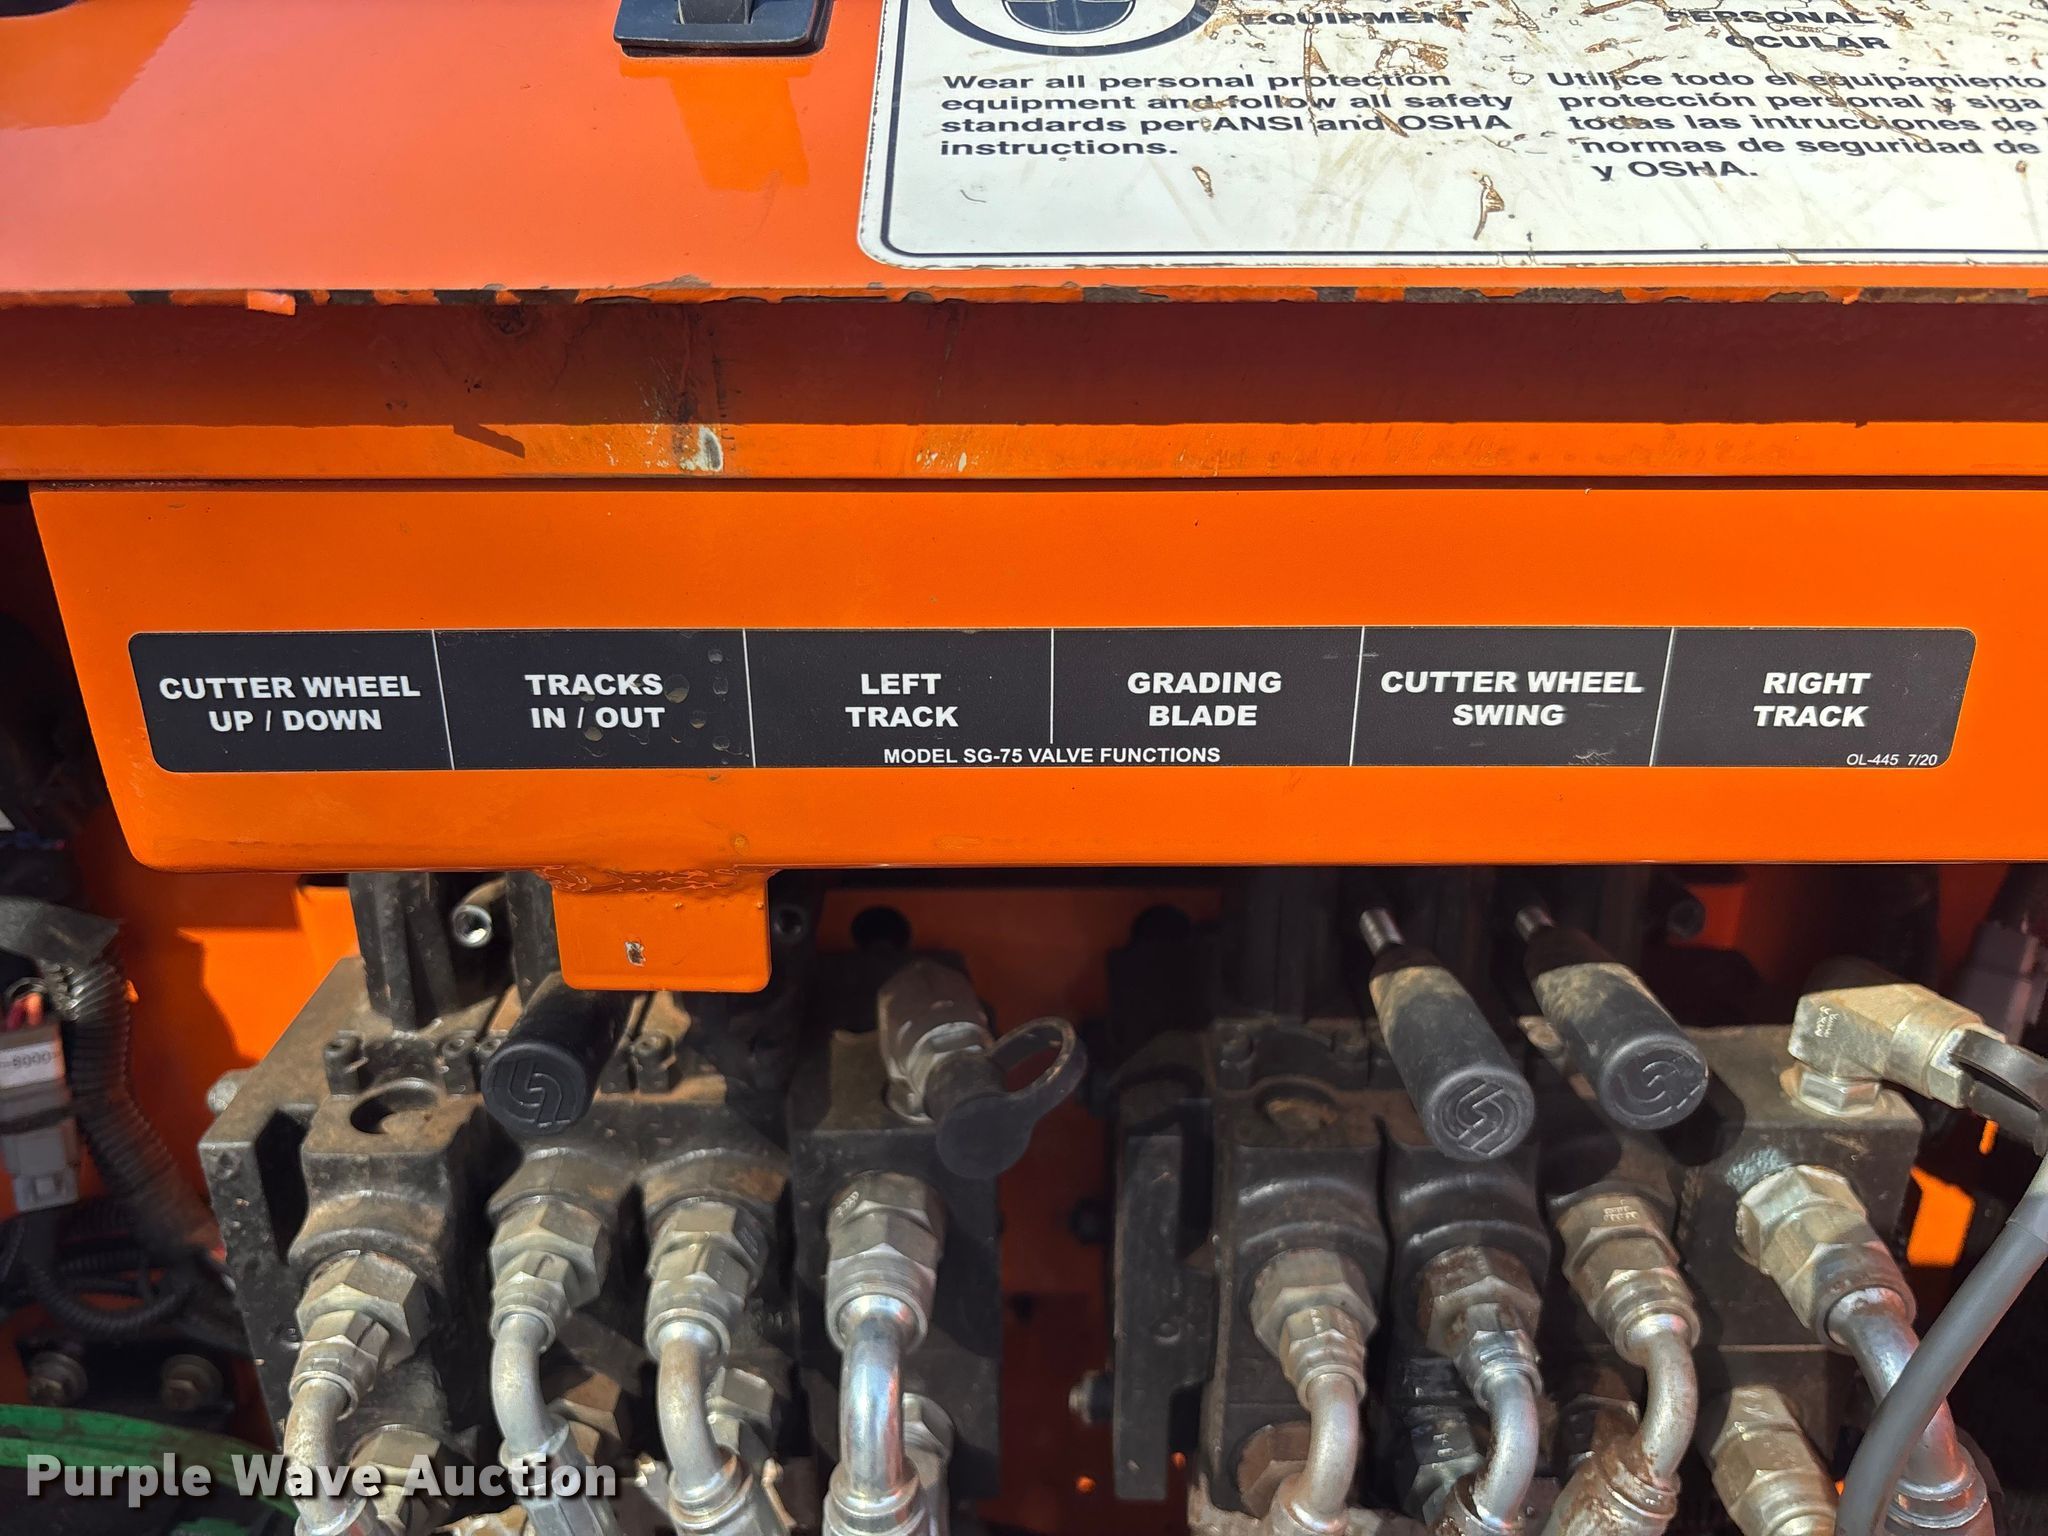 EQUIPMENT
Wear all personal protection
equipment and follow all safety
standards per ANSI and OSHA
instructions.
PERSONAL Y
OCULAR
Utilice todo el equipamiento
protección personal y siga
todas las intrucciones de
normas de seguridad de
y OSHA.
CUTTER WHEEL
UP / DOWN
TRACKS
IN / OUT
LEFT
TRACK
GRADING
BLADE
CUTTER WHEEL
SWING
RIGHT
TRACK
MODEL SG-75 VALVE FUNCTIONS
OL-445 7/20
Purple Wave Auction